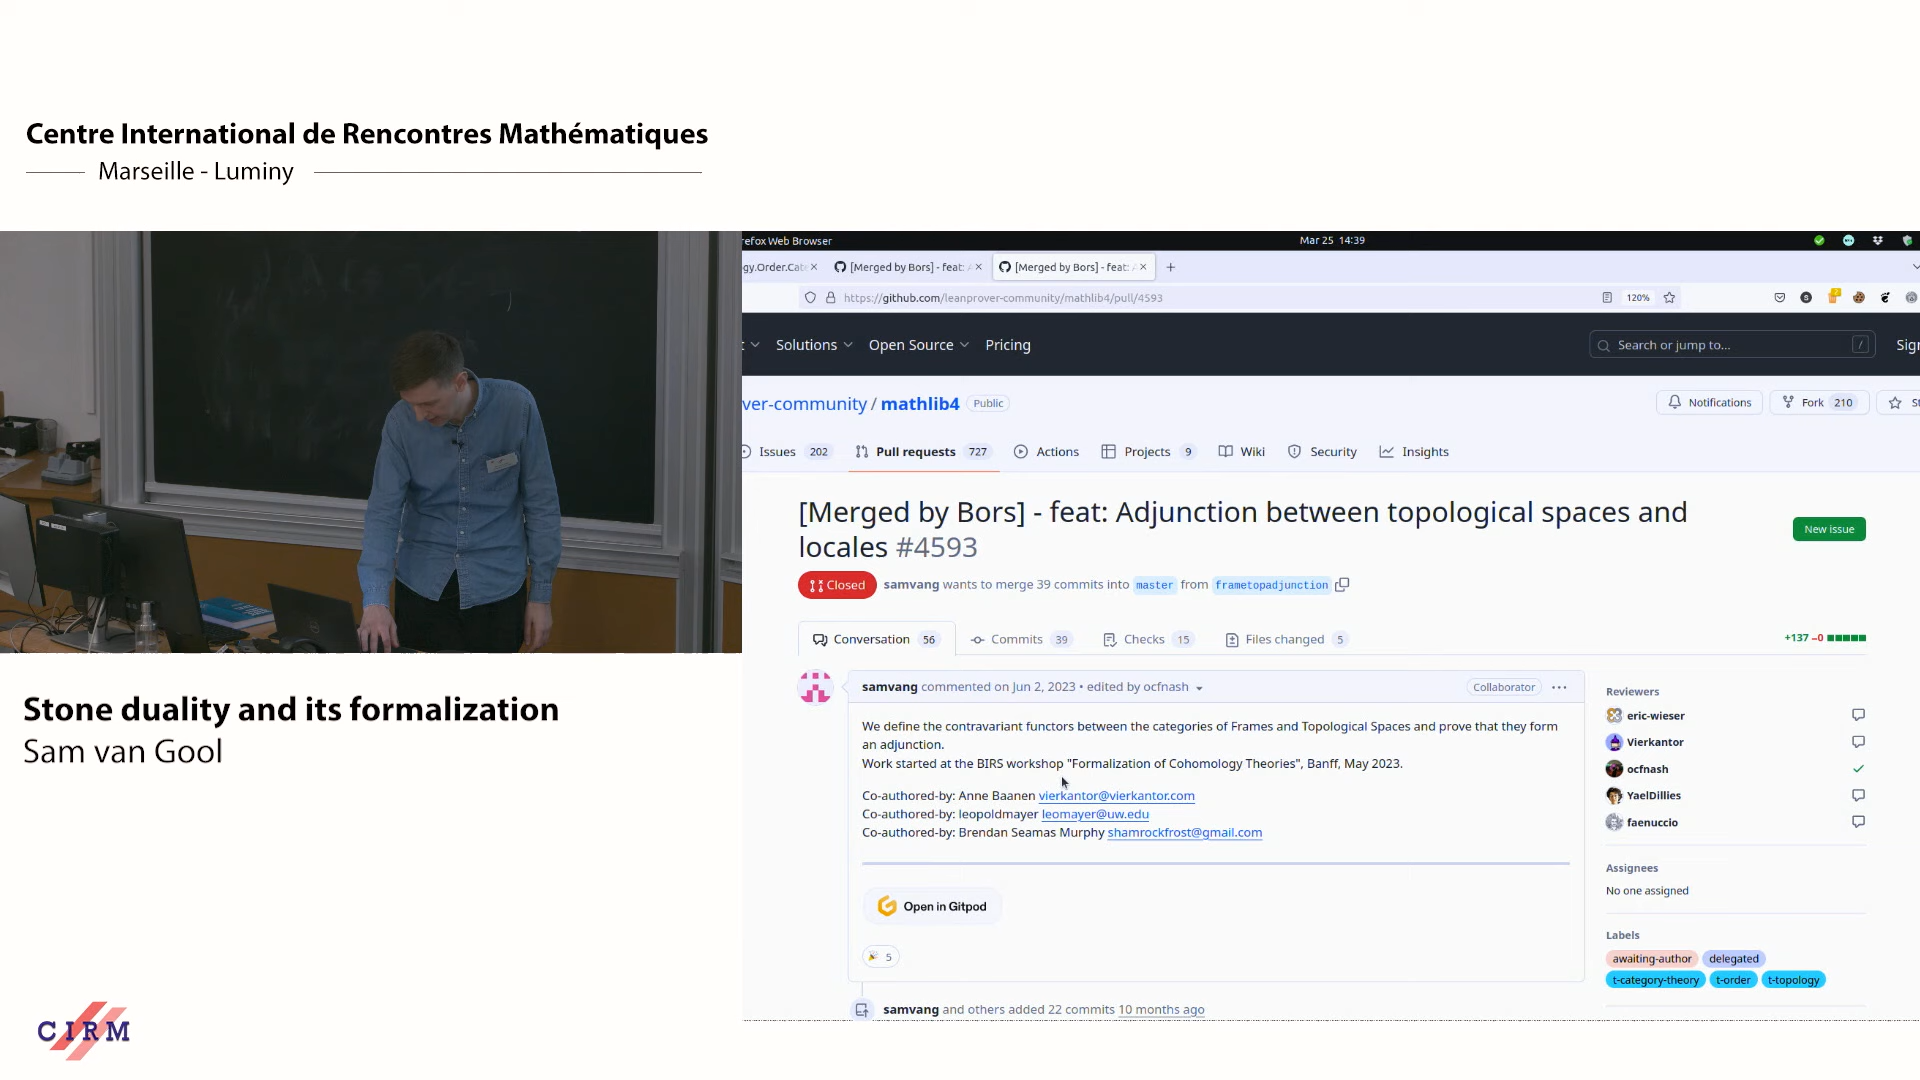 Centre International de Rencontres Mathématiques
Marseille - Luminy
efox Web Browser
Mar 25 14:39
gy.Order.Cate
[Merged by Bors] - feat:
[Merged by Bors] - feat:
https://github.com/leanprover-community/mathlib4/pull/4593
120%
Solutions
Open Source
Pricing
Search or jump to...
/
Sign
ver-community / mathlib4
Public
Notifications
Fork 210
St
Issues 202
Pull requests 727
Actions
Projects 9
Wiki
Security
Insights
[Merged by Bors] - feat: Adjunction between topological spaces and
locales #4593
New issue
Closed
samvang wants to merge 39 commits into master from frametopadjunction
Conversation 56
Commits 39
Checks 15
Files changed 5
+137 −0
samvang commented on Jun 2, 2023 • edited by ocfnash
Collaborator
We define the contravariant functors between the categories of Frames and Topological Spaces and prove that they form
an adjunction.
Work started at the BIRS workshop "Formalization of Cohomology Theories", Banff, May 2023.
Co-authored-by: Anne Baanen vierkantor@vierkantor.com
Co-authored-by: leopoldmayer leomayer@uw.edu
Co-authored-by: Brendan Seamas Murphy shamrockfrost@gmail.com
Open in Gitpod
5
samvang and others added 22 commits 10 months ago
Reviewers
eric-wieser
Vierkantor
ocfnash
YaelDillies
faenuccio
Assignees
No one assigned
Labels
awaiting-author
delegated
t-category-theory
t-order
t-topology
Stone duality and its formalization
Sam van Gool
CIRM